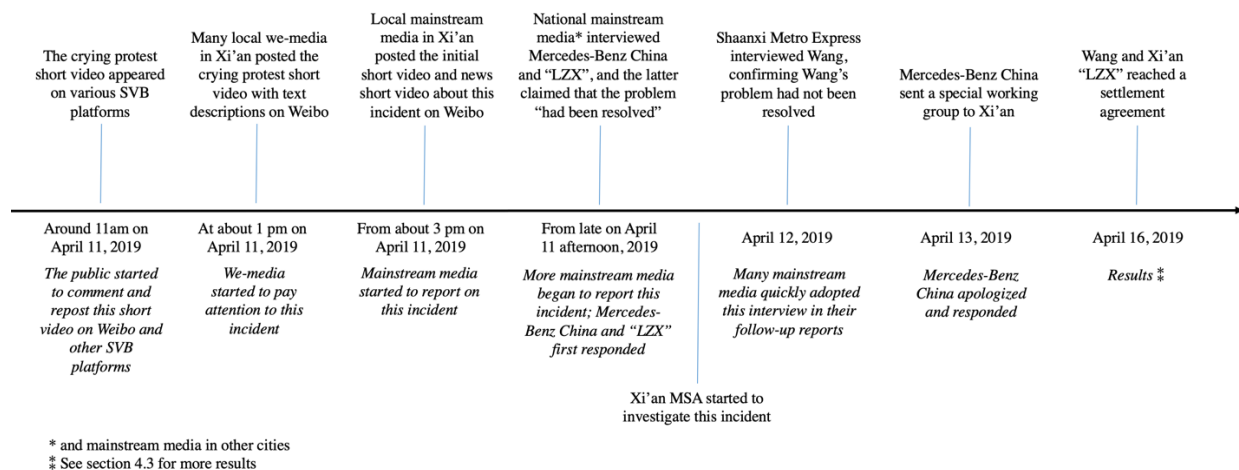 The crying protest
short video appeared
on various SVB
platforms
Many local we-media
in Xi’an posted the
crying protest short
video with text
descriptions on Weibo
Local mainstream
media in Xi’an
posted the initial
short video and news
short video about this
incident on Weibo
National mainstream
media* interviewed
Mercedes-Benz China
and “LZX”, and the latter
claimed that the problem
“had been resolved”
Shaanxi Metro Express
interviewed Wang,
confirming Wang’s
problem had not been
resolved
Mercedes-Benz China
sent a special working
group to Xi’an
Wang and Xi’an
“LZX” reached a
settlement
agreement
Around 11am on
April 11, 2019
The public started
to comment and
repost this short
video on Weibo and
other SVB
platforms
At about 1 pm on
April 11, 2019
We-media
started to pay
attention to this
incident
From about 3 pm on
April 11, 2019
Mainstream media
started to report on
this incident
From late on April
11 afternoon, 2019
More mainstream media
began to report this
incident; Mercedes-
Benz China and “LZX”
first responded
Xi’an MSA started to
investigate this incident
April 12, 2019
Many mainstream
media quickly adopted
this interview in their
follow-up reports
April 13, 2019
Mercedes-Benz
China apologized
and responded
April 16, 2019
Results ⁑
* and mainstream media in other cities
⁑ See section 4.3 for more results